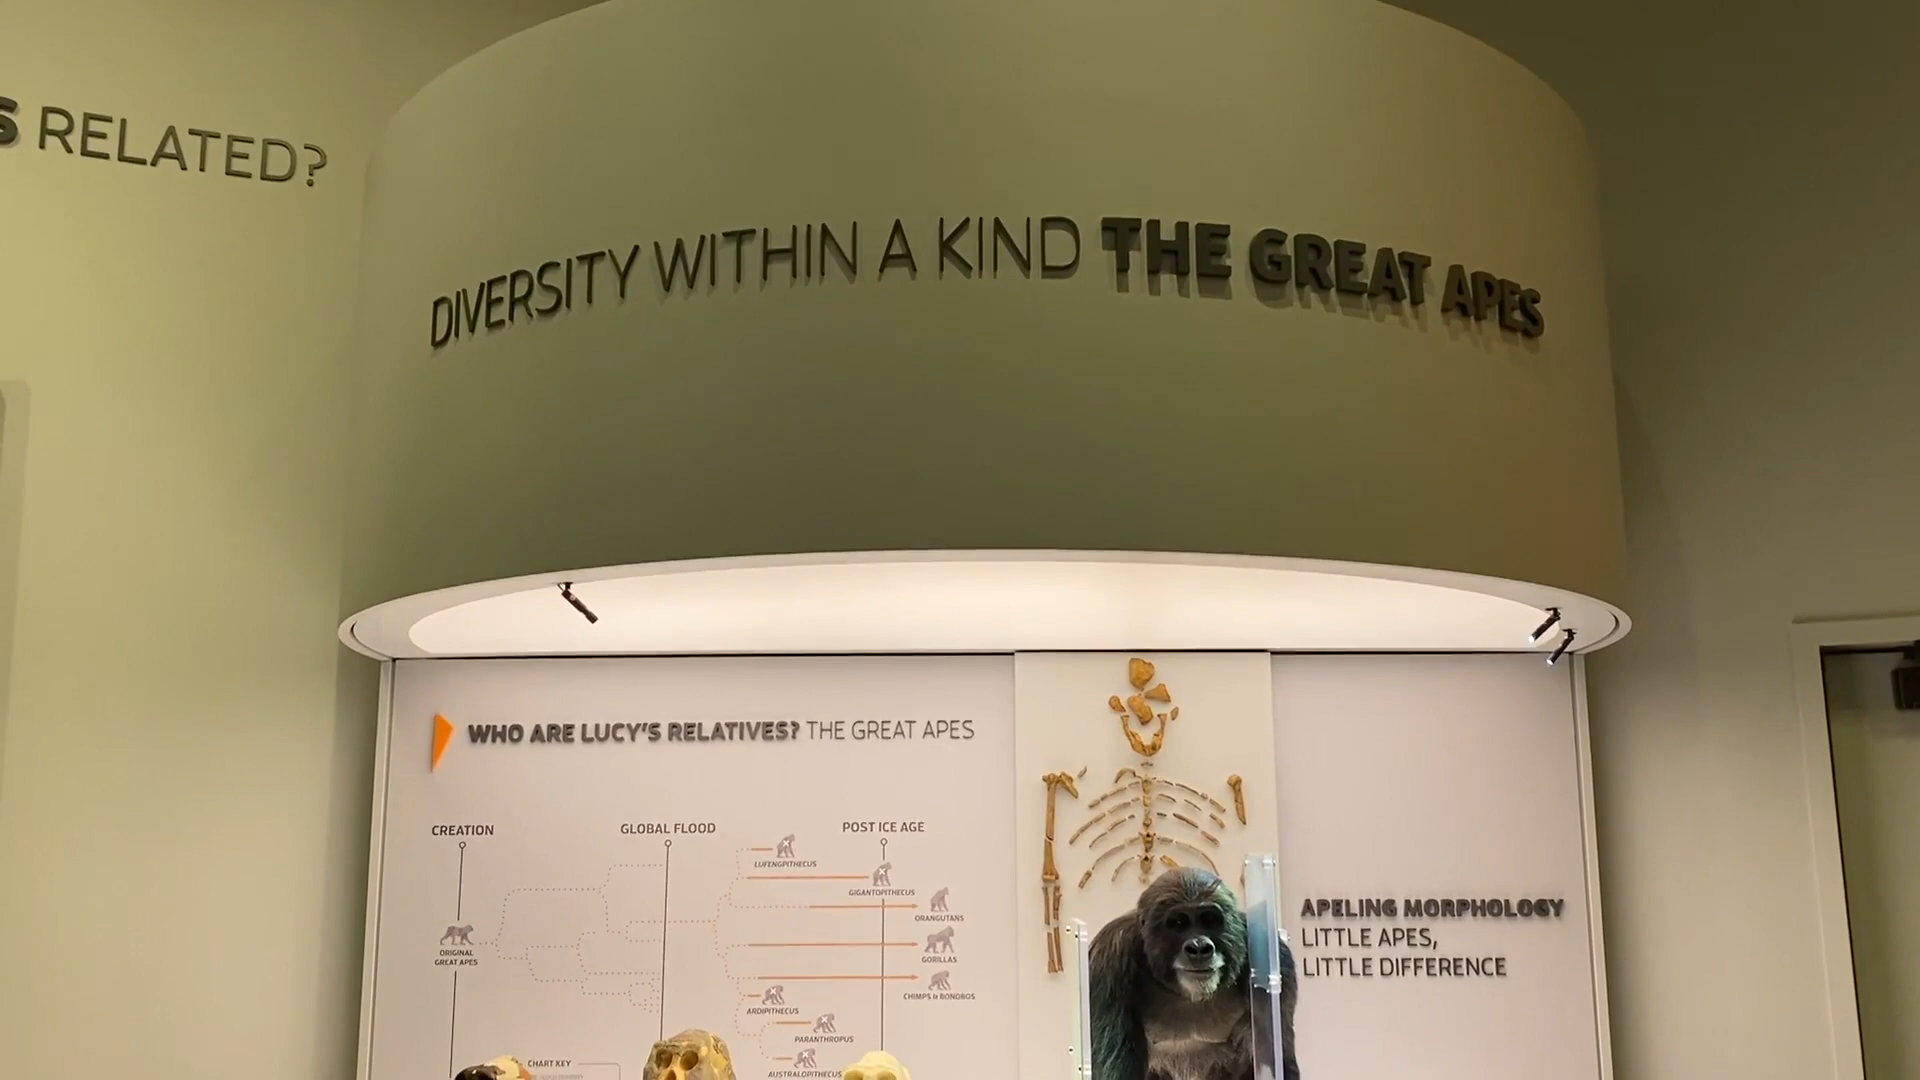 S RELATED?
DIVERSITY WITHIN A KIND THE GREAT APES
WHO ARE LUCY'S RELATIVES? THE GREAT APES
CREATION
GLOBAL FLOOD
POST ICE AGE
LUFENGPITHECUS
GIGANTOPITHECUS
ORANGUTANS
ORIGINAL
GREAT APES
GORILLAS
CHIMPS & BONOBOS
ARDIPITHECUS
PARANTHROPUS
AUSTRALOPITHECUS
CHART KEY
APELING MORPHOLOGY
LITTLE APES,
LITTLE DIFFERENCE